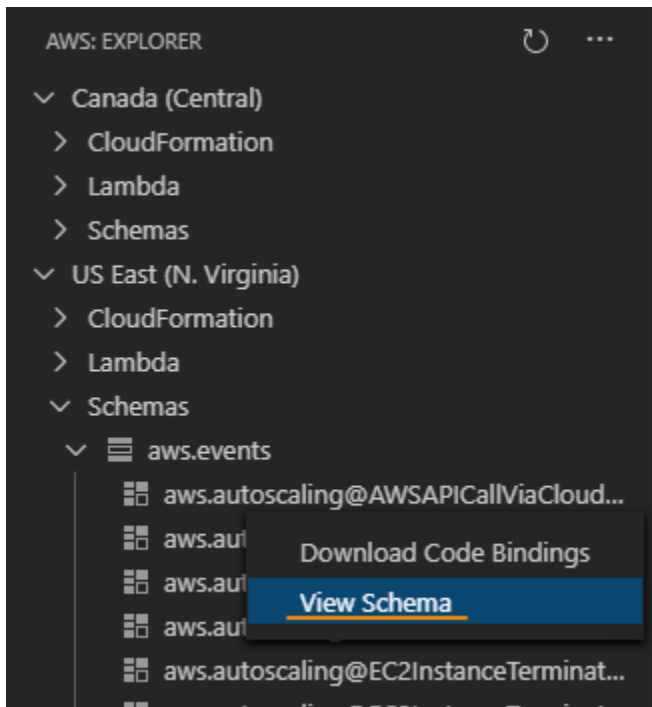 AWS: EXPLORER
Canada (Central)
CloudFormation
Lambda
Schemas
US East (N. Virginia)
CloudFormation
Lambda
Schemas
aws.events
aws.autoscaling@AWSAPICallViaCloud...
aws.aut
Download Code Bindings
aws.aut
View Schema
aws.aut
aws.autoscaling@EC2InstanceTerminat...